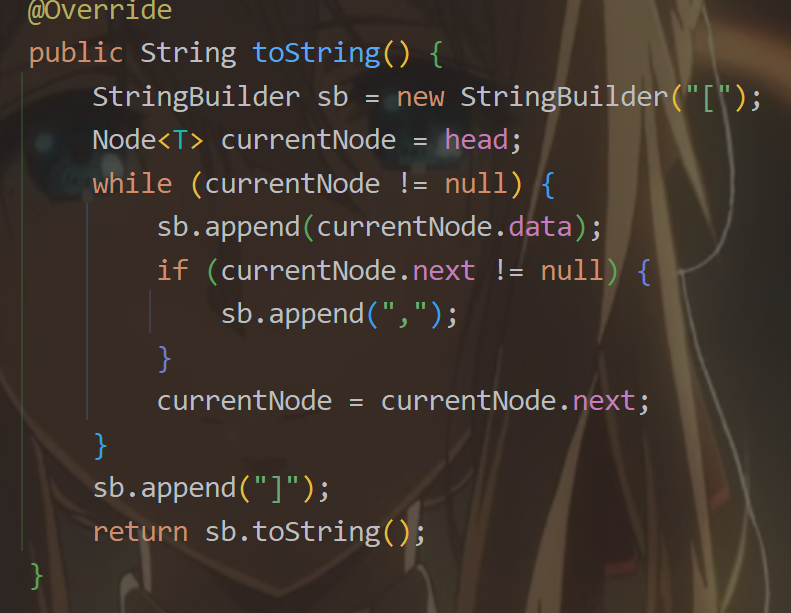 @Override
public String toString() {
StringBuilder sb = new StringBuilder("[");
Node<T> currentNode = head;
while (currentNode != null) {
sb.append(currentNode.data);
if (currentNode.next != null) {
sb.append(",");
}
currentNode = currentNode.next;
}
sb.append("]");
return sb.toString();
}